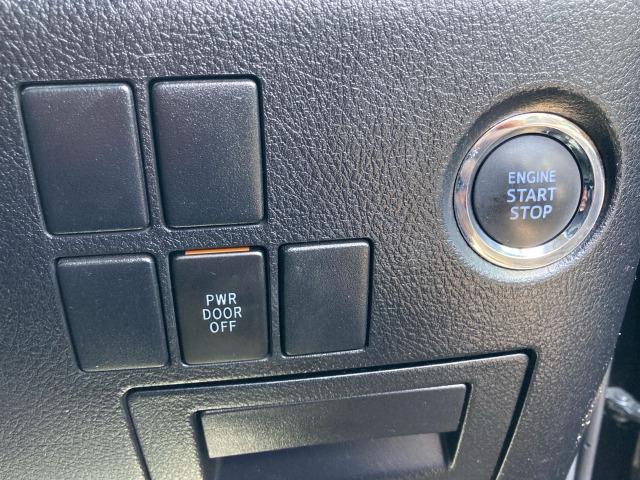 ENGINE
START
STOP
PWR
DOOR
OFF